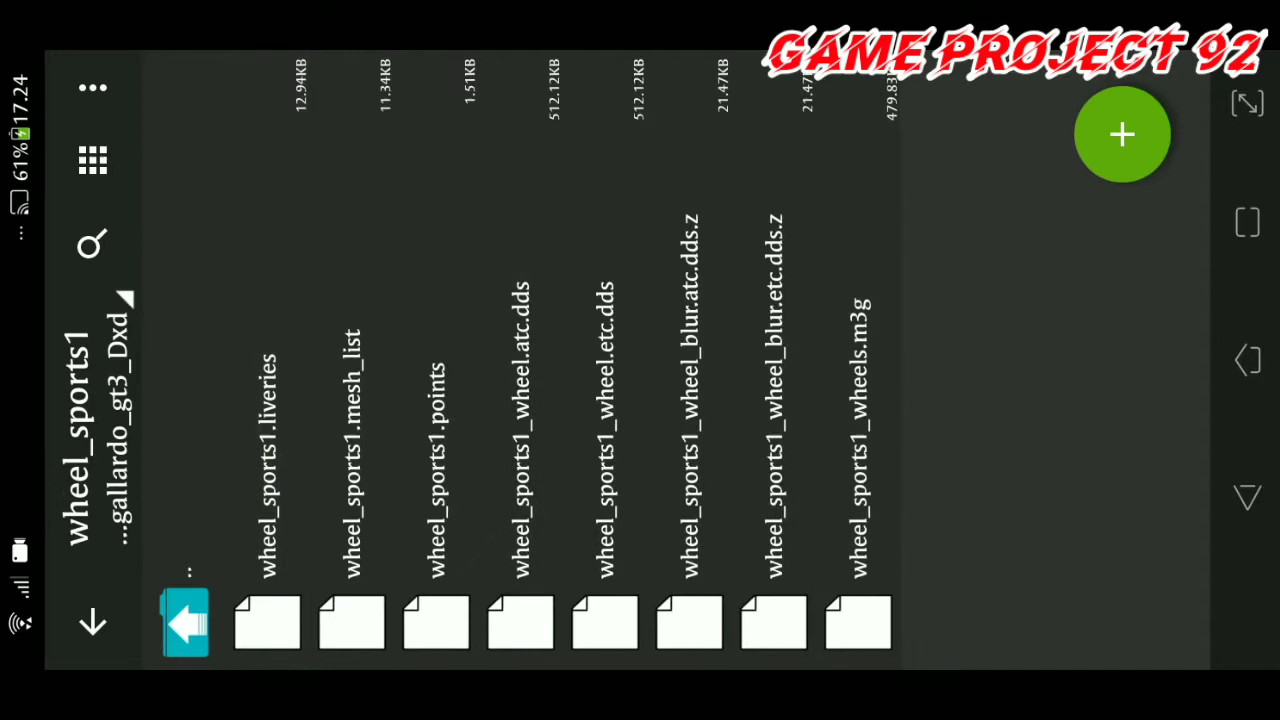 GAME PROJECT 92
61% 17.24
wheel_sports1
...gallardo_gt3_Dxd
..
wheel_sports1.liveries
12.94KB
wheel_sports1.mesh_list
11.34KB
wheel_sports1.points
1.51KB
wheel_sports1_wheel.atc.dds
512.12KB
wheel_sports1_wheel.etc.dds
512.12KB
wheel_sports1_wheel_blur.atc.dds.z
21.47KB
wheel_sports1_wheel_blur.etc.dds.z
wheel_sports1_wheels.m3g